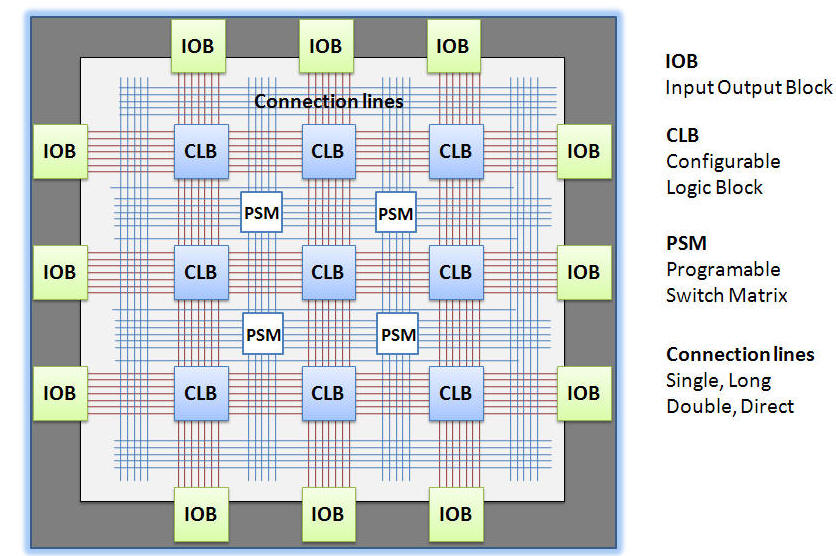 IOB IOB IOB
Connection lines
IOB CLB CLB CLB IOB
PSM PSM
IOB CLB CLB CLB IOB
PSM PSM
IOB CLB CLB CLB IOB
IOB IOB IOB
IOB
Input Output Block
CLB
Configurable
Logic Block
PSM
Programable
Switch Matrix
Connection lines
Single, Long
Double, Direct